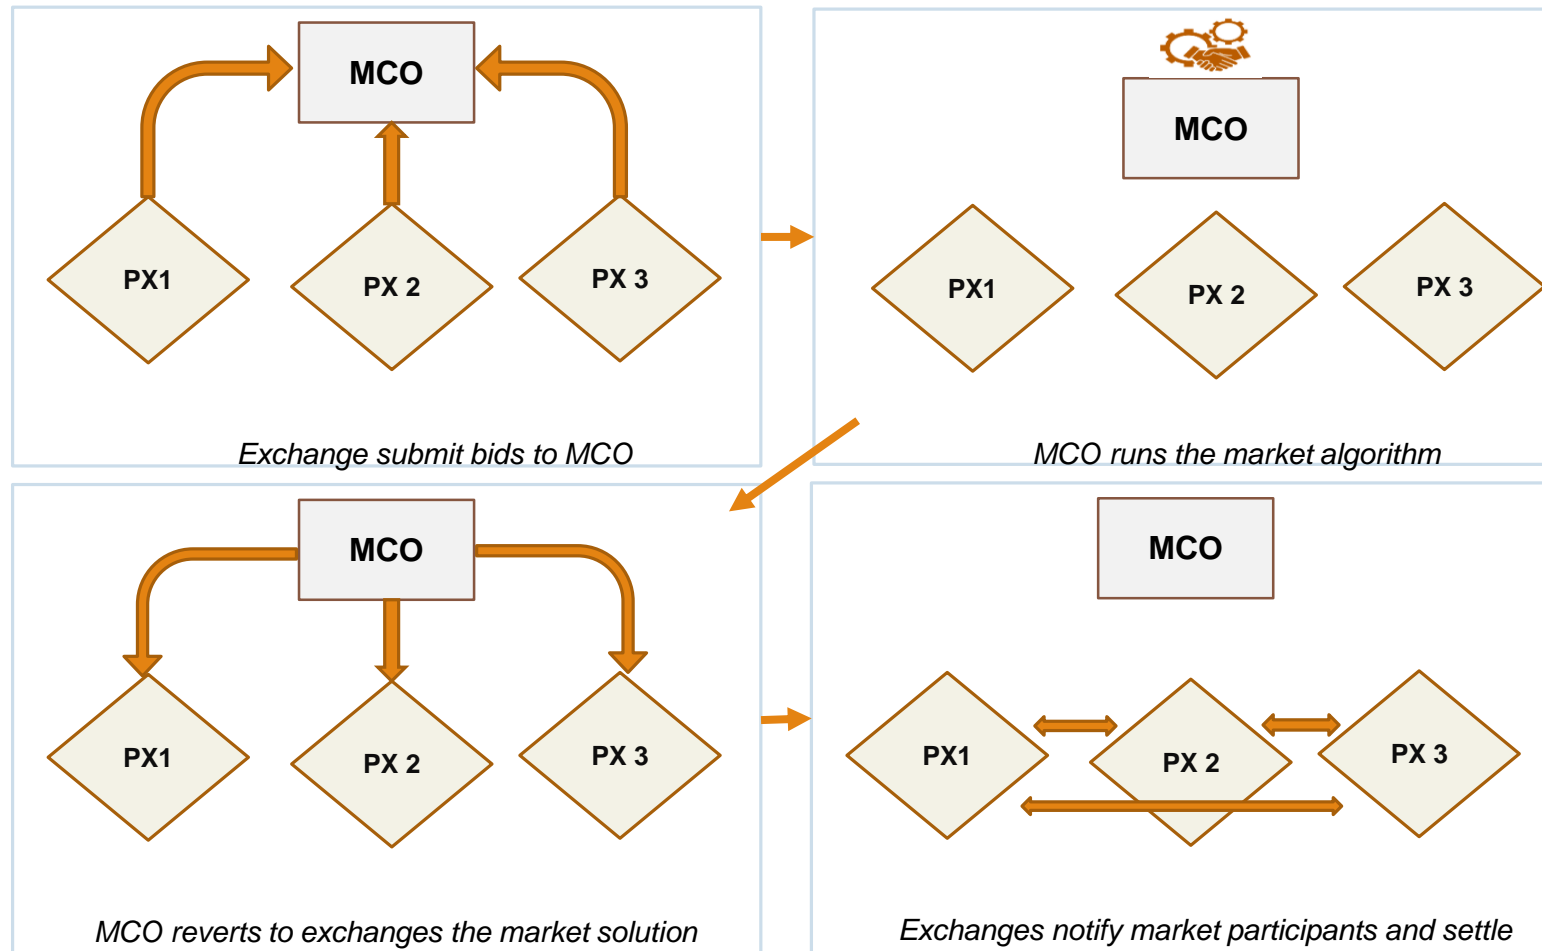 MCO
PX1
PX 2
PX 3
Exchange submit bids to MCO
MCO
PX1
PX 2
PX 3
MCO runs the market algorithm
MCO
PX1
PX 2
PX 3
MCO reverts to exchanges the market solution
MCO
PX1
PX 2
PX 3
Exchanges notify market participants and settle